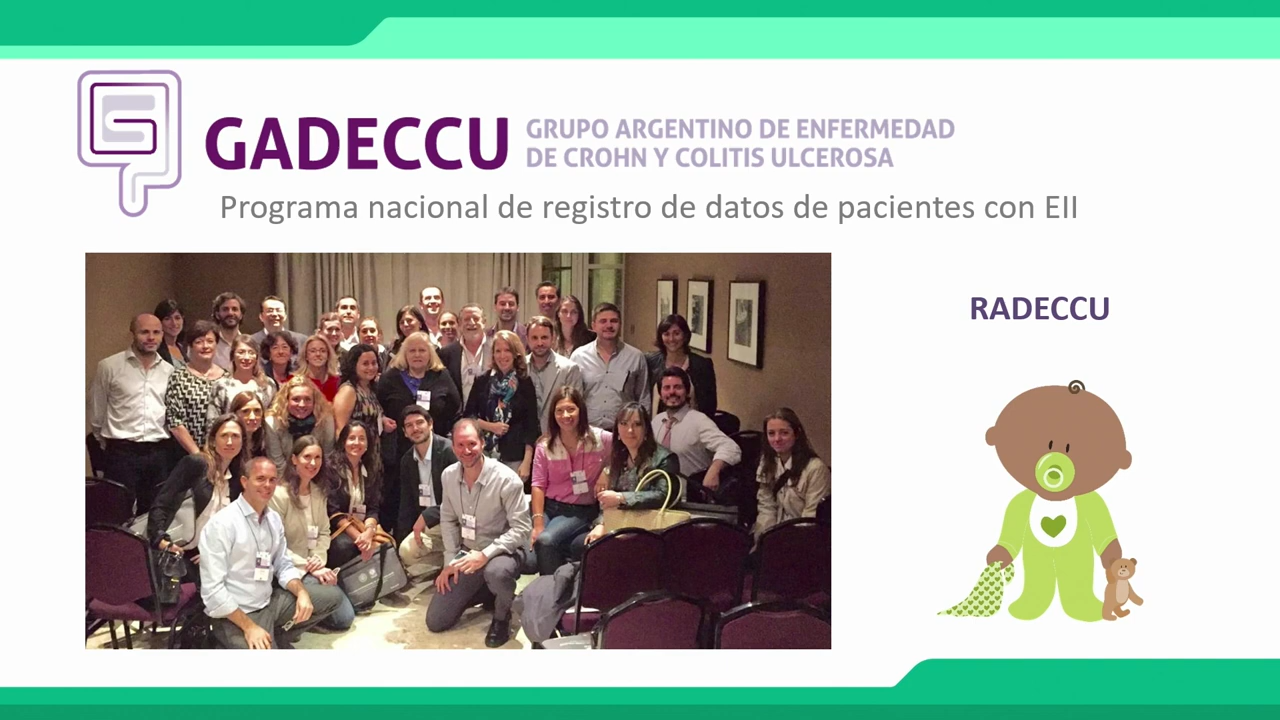 GADECCU
GRUPO ARGENTINO DE ENFERMEDAD
DE CROHN Y COLITIS ULCEROSA
Programa nacional de registro de datos de pacientes con EII
RADECCU